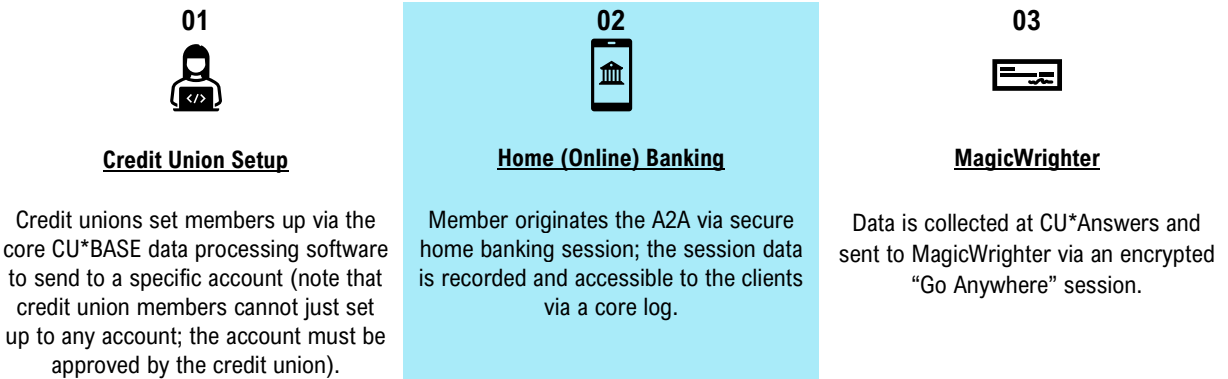 01
Credit Union Setup
Credit unions set members up via the
core CU*BASE data processing software
to send to a specific account (note that
credit union members cannot just set
up to any account; the account must be
approved by the credit union).
02
Home (Online) Banking
Member originates the A2A via secure
home banking session; the session data
is recorded and accessible to the clients
via a core log.
03
MagicWrighter
Data is collected at CU*Answers and
sent to MagicWrighter via an encrypted
“Go Anywhere” session.